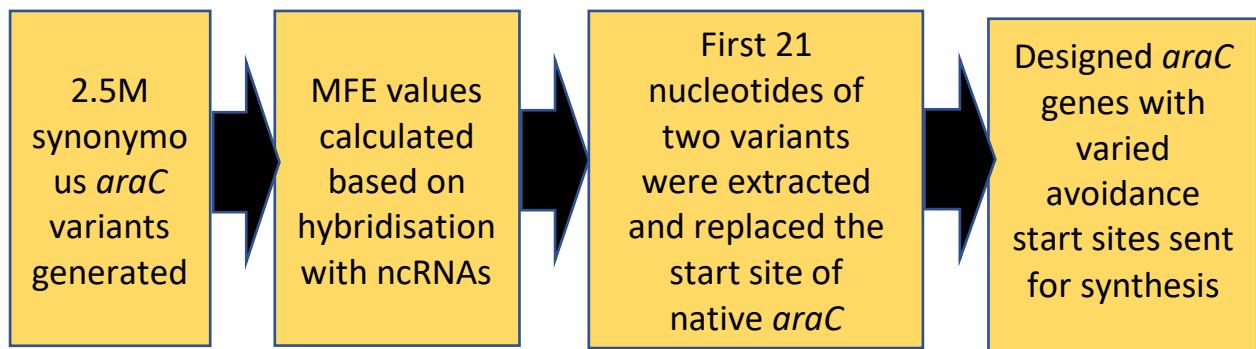 2.5M
synonymo
us araC
variants
generated
MFE values
calculated
based on
hybridisation
with ncRNAs
First 21
nucleotides of
two variants
were extracted
and replaced the
start site of
native araC
Designed araC
genes with
varied
avoidance
start sites sent
for synthesis